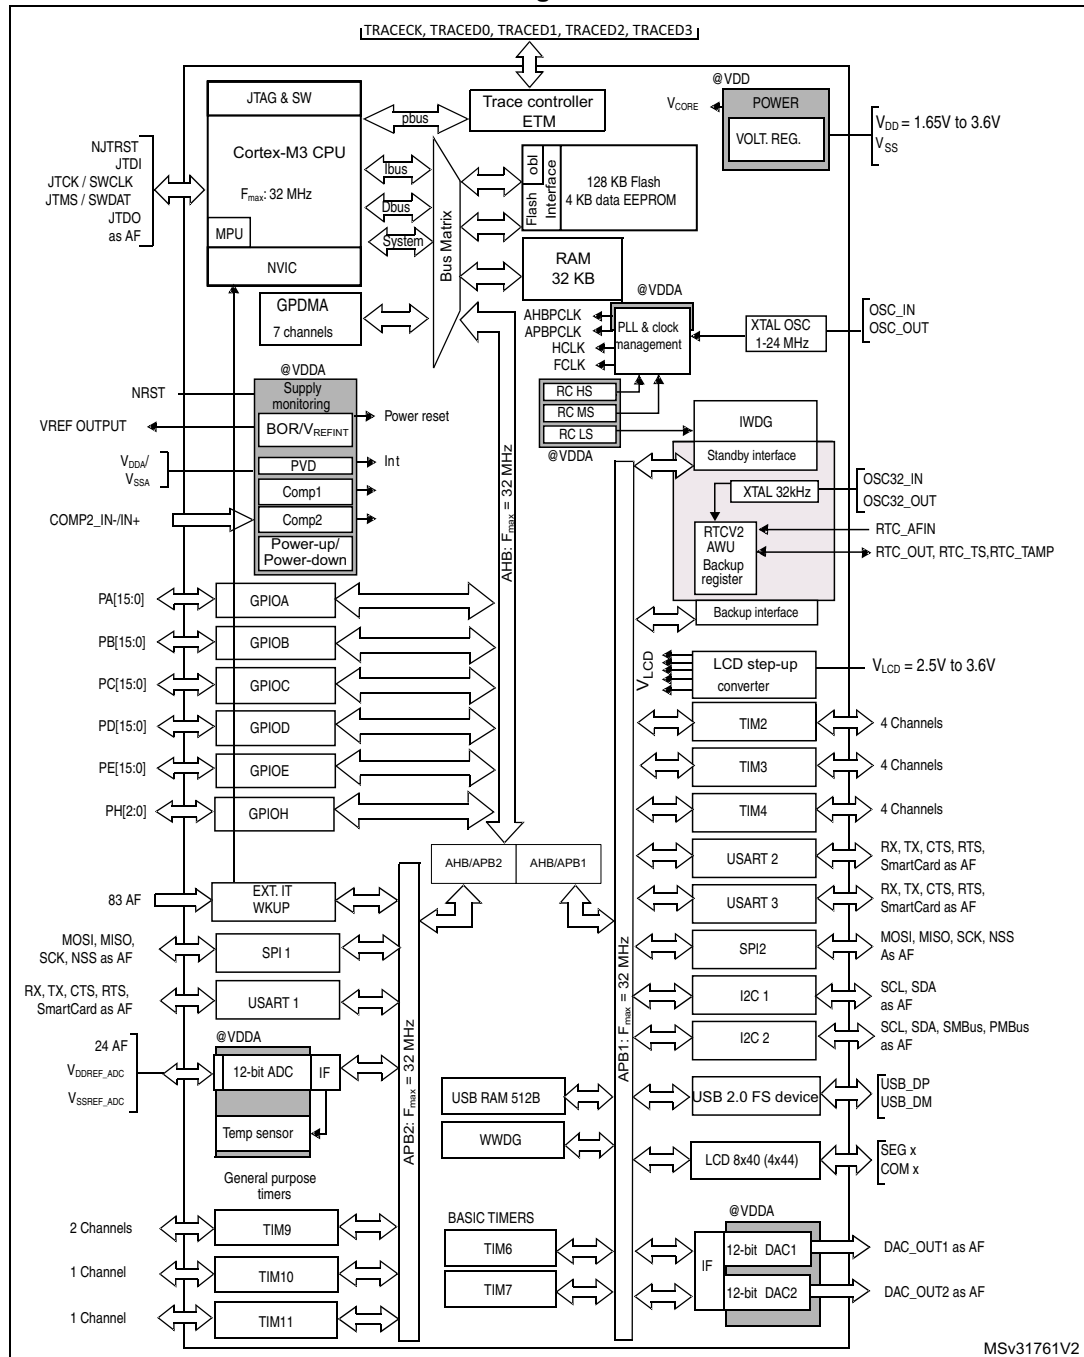 TRACECK, TRACED0, TRACED1, TRACED2, TRACED3
JTAG & SW
Cortex-M3 CPU
Fmax: 32 MHz
MPU
NVIC
pbus
Trace controller
ETM
@VDD
VCORE
POWER
VOLT. REG.
VDD = 1.65V to 3.6V
VSS
NJTRST
JTDI
JTCK / SWCLK
JTMS / SWDAT
JTDO
as AF
Ibus
Dbus
System
Bus Matrix
Flash obl
Interface
128 KB Flash
4 KB data EEPROM
RAM
32 KB
GPDMA
7 channels
@VDDA
AHBPCLK
APBPCLK
HCLK
FCLK
PLL & clock
management
XTAL OSC
1-24 MHz
OSC_IN
OSC_OUT
@VDDA
NRST
Supply
monitoring
VREF OUTPUT
BOR/VREFINT
Power reset
VDDA/
VSSA
PVD
Int
Comp1
COMP2_IN-/IN+
Comp2
Power-up/
Power-down
RC HS
RC MS
RC LS
@VDDA
IWDG
Standby interface
XTAL 32kHz
OSC32_IN
OSC32_OUT
RTCV2
AWU
Backup
register
RTC_AFIN
RTC_OUT, RTC_TS,RTC_TAMP
Backup interface
AHB: Fmax = 32 MHz
PA[15:0]
GPIOA
PB[15:0]
GPIOB
PC[15:0]
GPIOC
PD[15:0]
GPIOD
PE[15:0]
GPIOE
PH[2:0]
GPIOH
VLCD
LCD step-up
converter
VLCD = 2.5V to 3.6V
TIM2
4 Channels
TIM3
4 Channels
TIM4
4 Channels
AHB/APB2
AHB/APB1
USART 2
RX, TX, CTS, RTS,
SmartCard as AF
83 AF
EXT. IT
WKUP
USART 3
RX, TX, CTS, RTS,
SmartCard as AF
MOSI, MISO,
SCK, NSS as AF
SPI 1
SPI2
MOSI, MISO, SCK, NSS
As AF
RX, TX, CTS, RTS,
SmartCard as AF
USART 1
I2C 1
SCL, SDA
as AF
I2C 2
SCL, SDA, SMBus, PMBus
as AF
@VDDA
24 AF
VDDREF_ADC
VSSREF_ADC
12-bit ADC
IF
Temp sensor
APB2: Fmax = 32 MHz
APB1: Fmax = 32 MHz
USB RAM 512B
USB 2.0 FS device
USB_DP
USB_DM
WWDG
LCD 8x40 (4x44)
SEG x
COM x
General purpose
timers
2 Channels
TIM9
1 Channel
TIM10
1 Channel
TIM11
BASIC TIMERS
TIM6
TIM7
@VDDA
IF
12-bit DAC1
DAC_OUT1 as AF
12-bit DAC2
DAC_OUT2 as AF
MSv31761V2